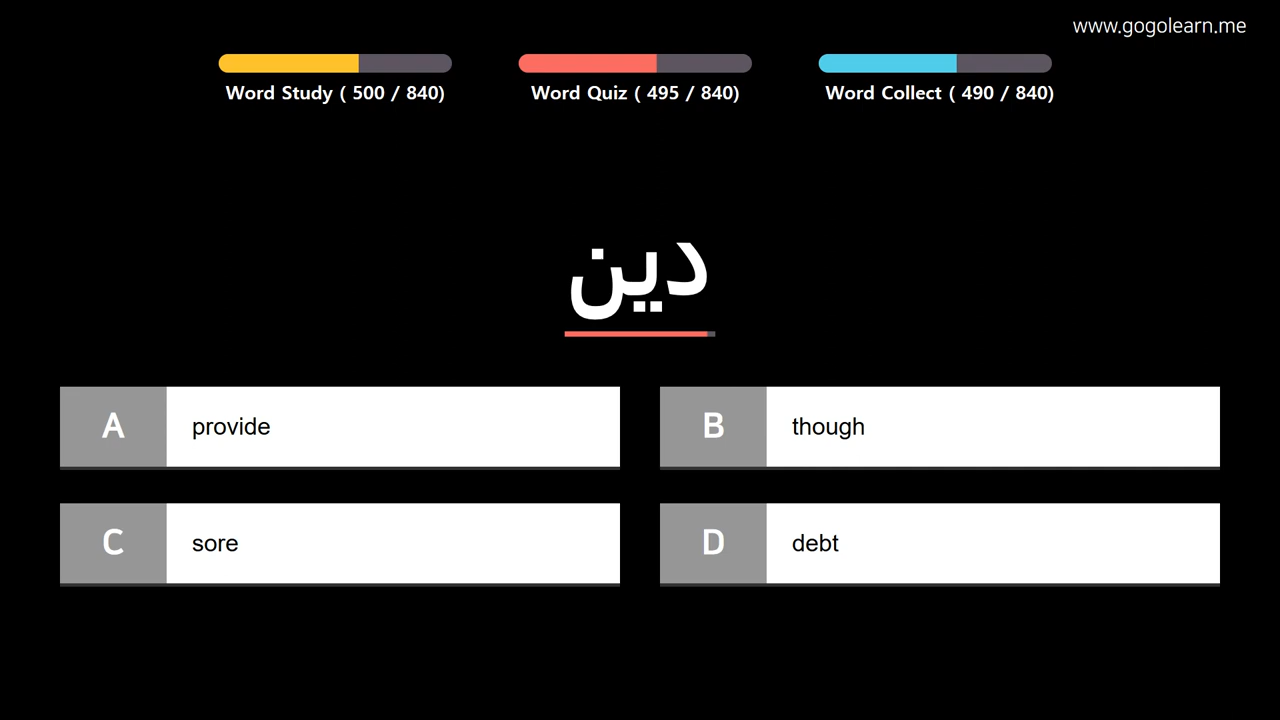 www.gogolearn.me
Word Study ( 500 / 840)
Word Quiz ( 495 / 840)
Word Collect ( 490 / 840)
دين
A provide
B though
C sore
D debt